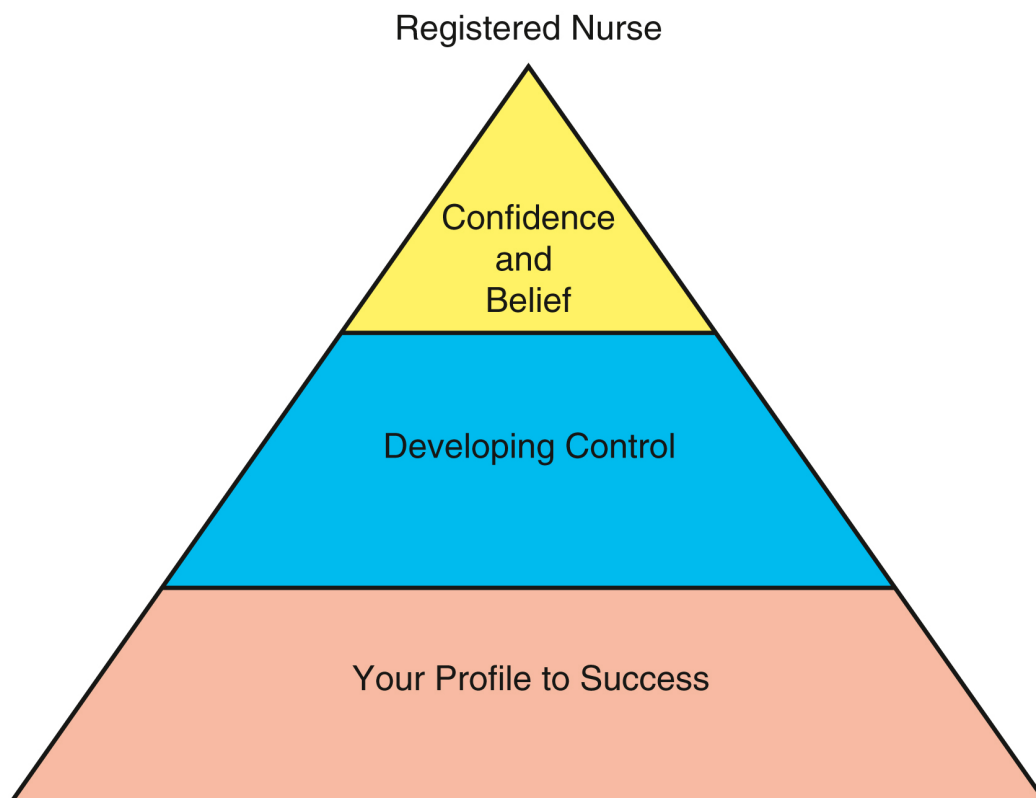 Registered Nurse
Confidence
and
Belief
Developing Control
Your Profile to Success